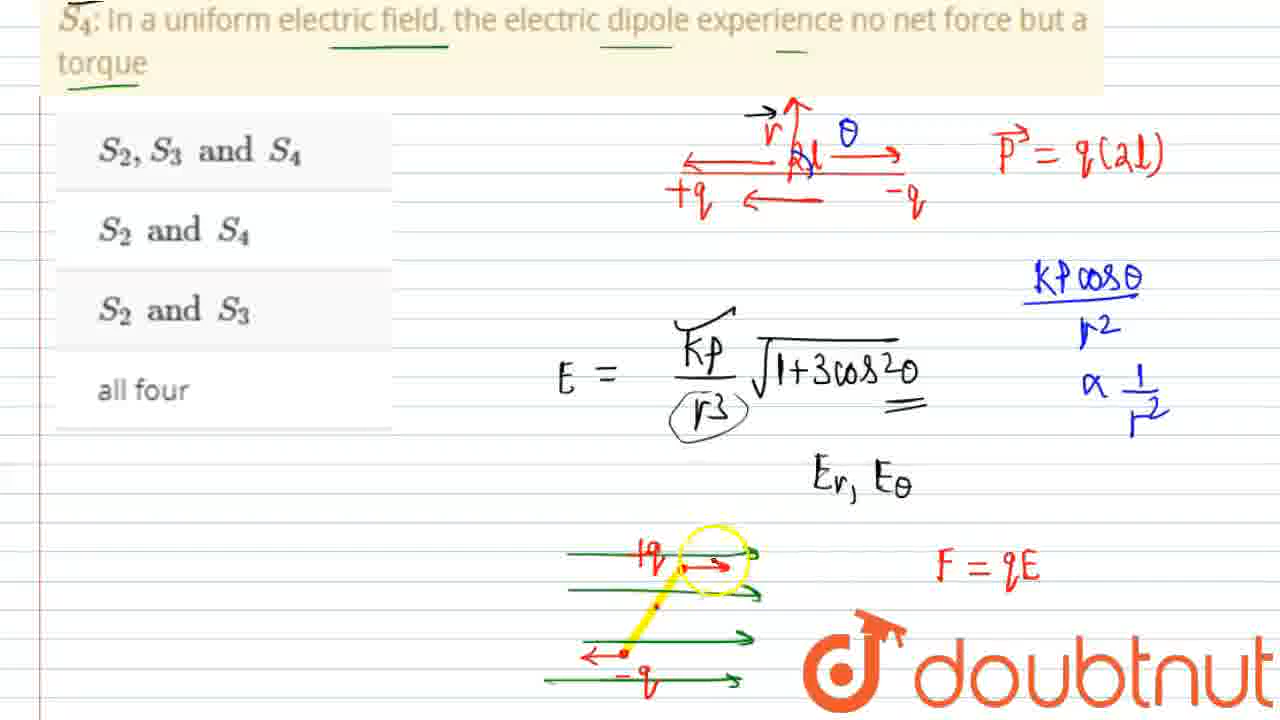 S₄: In a uniform electric field, the electric dipole experience no net force but a
torque
S₂, S₃ and S₄
S₂ and S₄
S₂ and S₃
all four
r 2l θ
+q -q
P⃗ = q(2l)
KP cosθ
r²
∝ 1/r²
E = KP/r³ √1+3cos²θ
Er, Eθ
+q
-q
F = qE
doubtnut